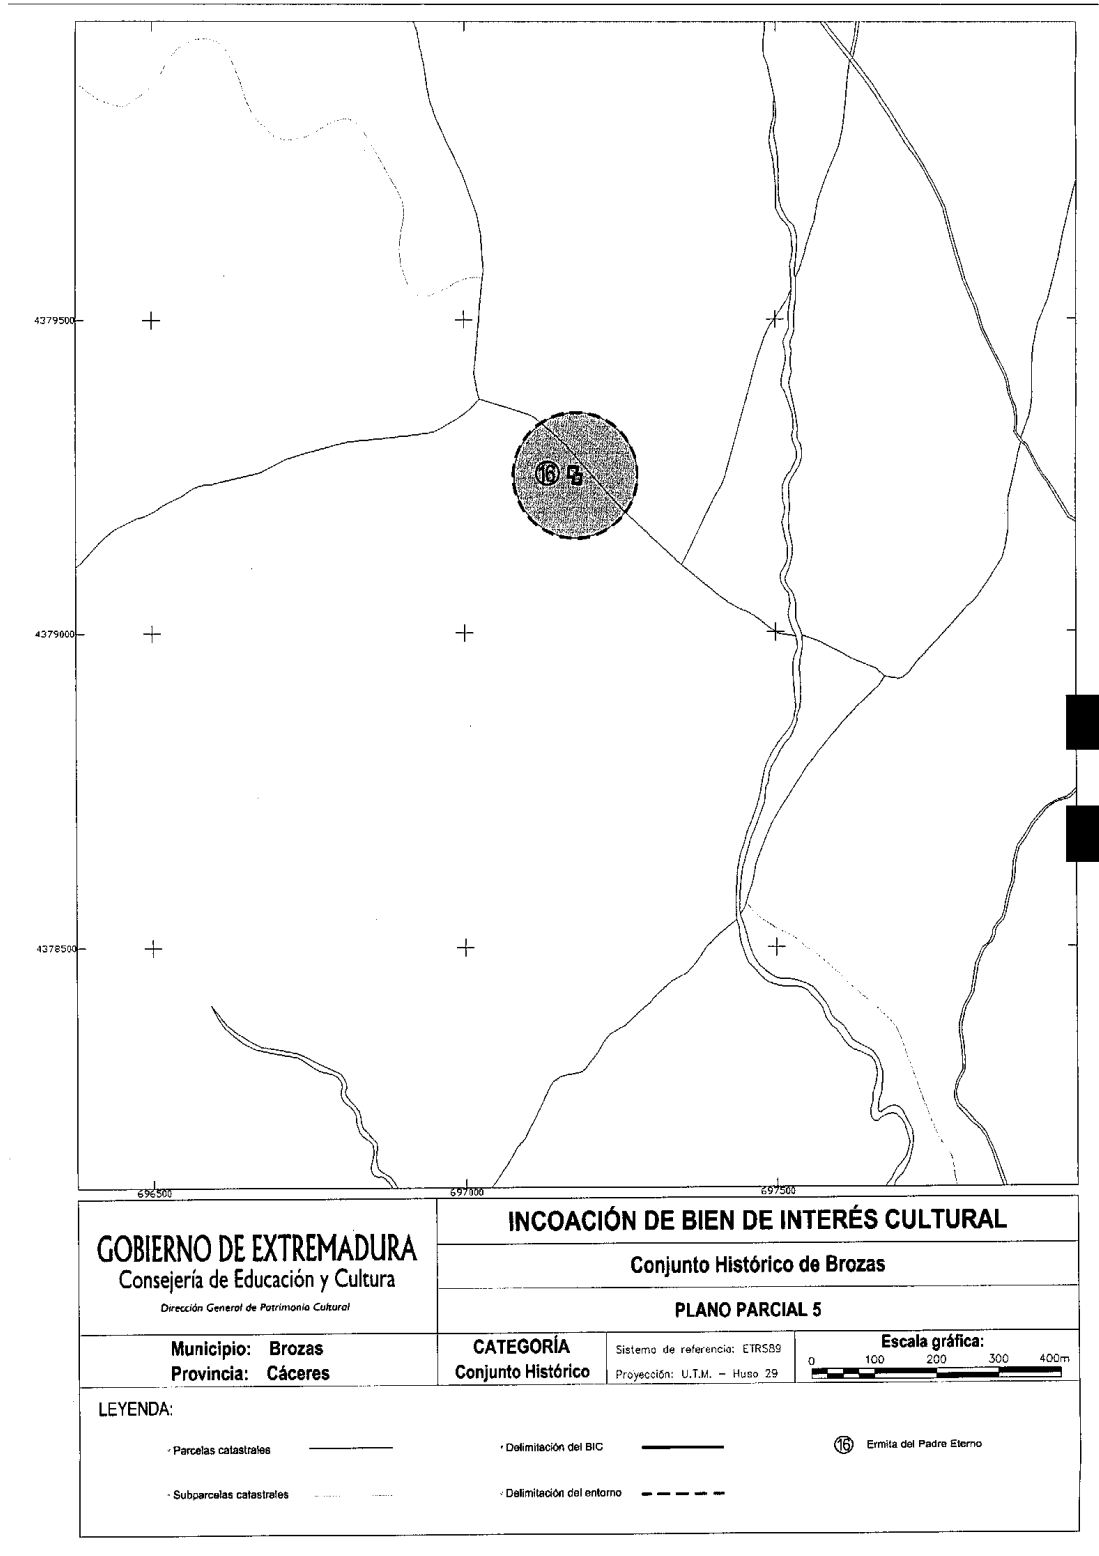 4379500
16
4379000
4378500
696500
697000
697500
GOBIERNO DE EXTREMADURA
Consejería de Educación y Cultura
Dirección General de Patrimonio Cultural
INCOACIÓN DE BIEN DE INTERÉS CULTURAL
Conjunto Histórico de Brozas
PLANO PARCIAL 5
Municipio: Brozas
Provincia: Cáceres
CATEGORÍA
Conjunto Histórico
Sistema de referencia: ETRS89
Proyección: U.T.M. - Huso 29
Escala gráfica:
0 100 200 300 400m
LEYENDA:
· Parcelas catastrales
· Delimitación del BIC
16 Ermita del Padre Eterno
· Subparcelas catastrales
· Delimitación del entorno